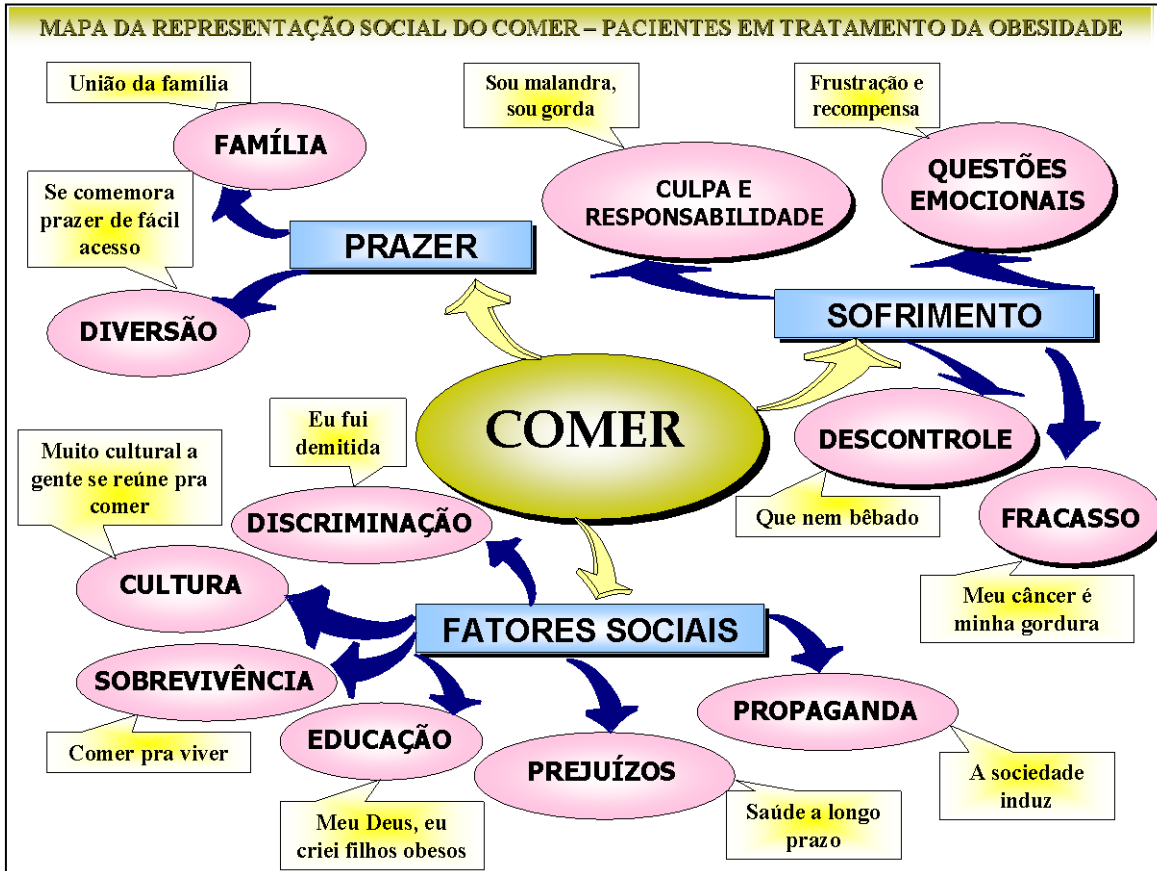 MAPA DA REPRESENTAÇÃO SOCIAL DO COMER – PACIENTES EM TRATAMENTO DA OBESIDADE
União da família
FAMÍLIA
Se comemora
prazer de fácil
acesso
DIVERSÃO
PRAZER
Sou malandra,
sou gorda
CULPA E
RESPONSABILIDADE
Frustração e
recompensa
QUESTÕES
EMOCIONAIS
SOFRIMENTO
COMER
DESCONTROLE
Que nem bêbado
FRACASSO
Meu câncer é
minha gordura
Eu fui
demitida
DISCRIMINAÇÃO
Muito cultural a
gente se reúne pra
comer
CULTURA
FATORES SOCIAIS
SOBREVIVÊNCIA
Comer pra viver
EDUCAÇÃO
Meu Deus, eu
criei filhos obesos
PREJUÍZOS
Saúde a longo
prazo
PROPAGANDA
A sociedade
induz